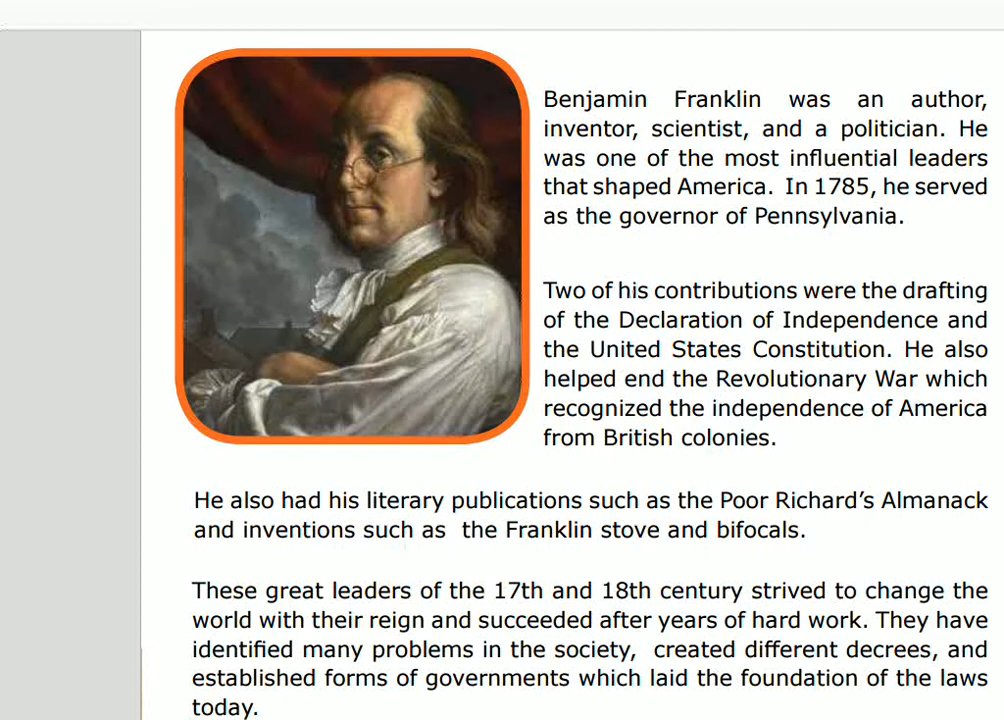 Benjamin Franklin was an author,
inventor, scientist, and a politician. He
was one of the most influential leaders
that shaped America. In 1785, he served
as the governor of Pennsylvania.
Two of his contributions were the drafting
of the Declaration of Independence and
the United States Constitution. He also
helped end the Revolutionary War which
recognized the independence of America
from British colonies.
He also had his literary publications such as the Poor Richard’s Almanack
and inventions such as the Franklin stove and bifocals.
These great leaders of the 17th and 18th century strived to change the
world with their reign and succeeded after years of hard work. They have
identified many problems in the society, created different decrees, and
established forms of governments which laid the foundation of the laws
today.